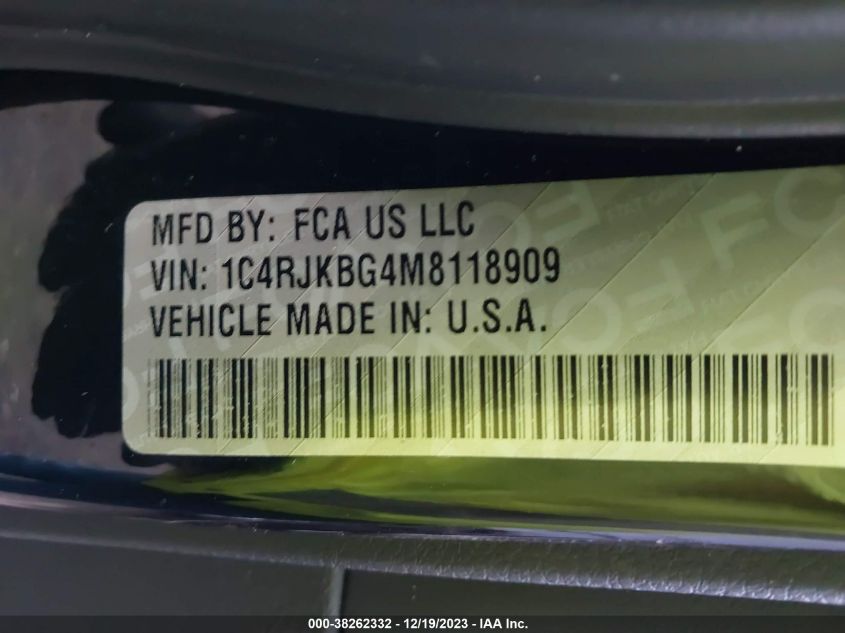 MFD BY: FCA US LLC
VIN: 1C4RJKBG4M8118909
VEHICLE MADE IN: U.S.A.
000-38262332 - 12/19/2023 - IAA Inc.